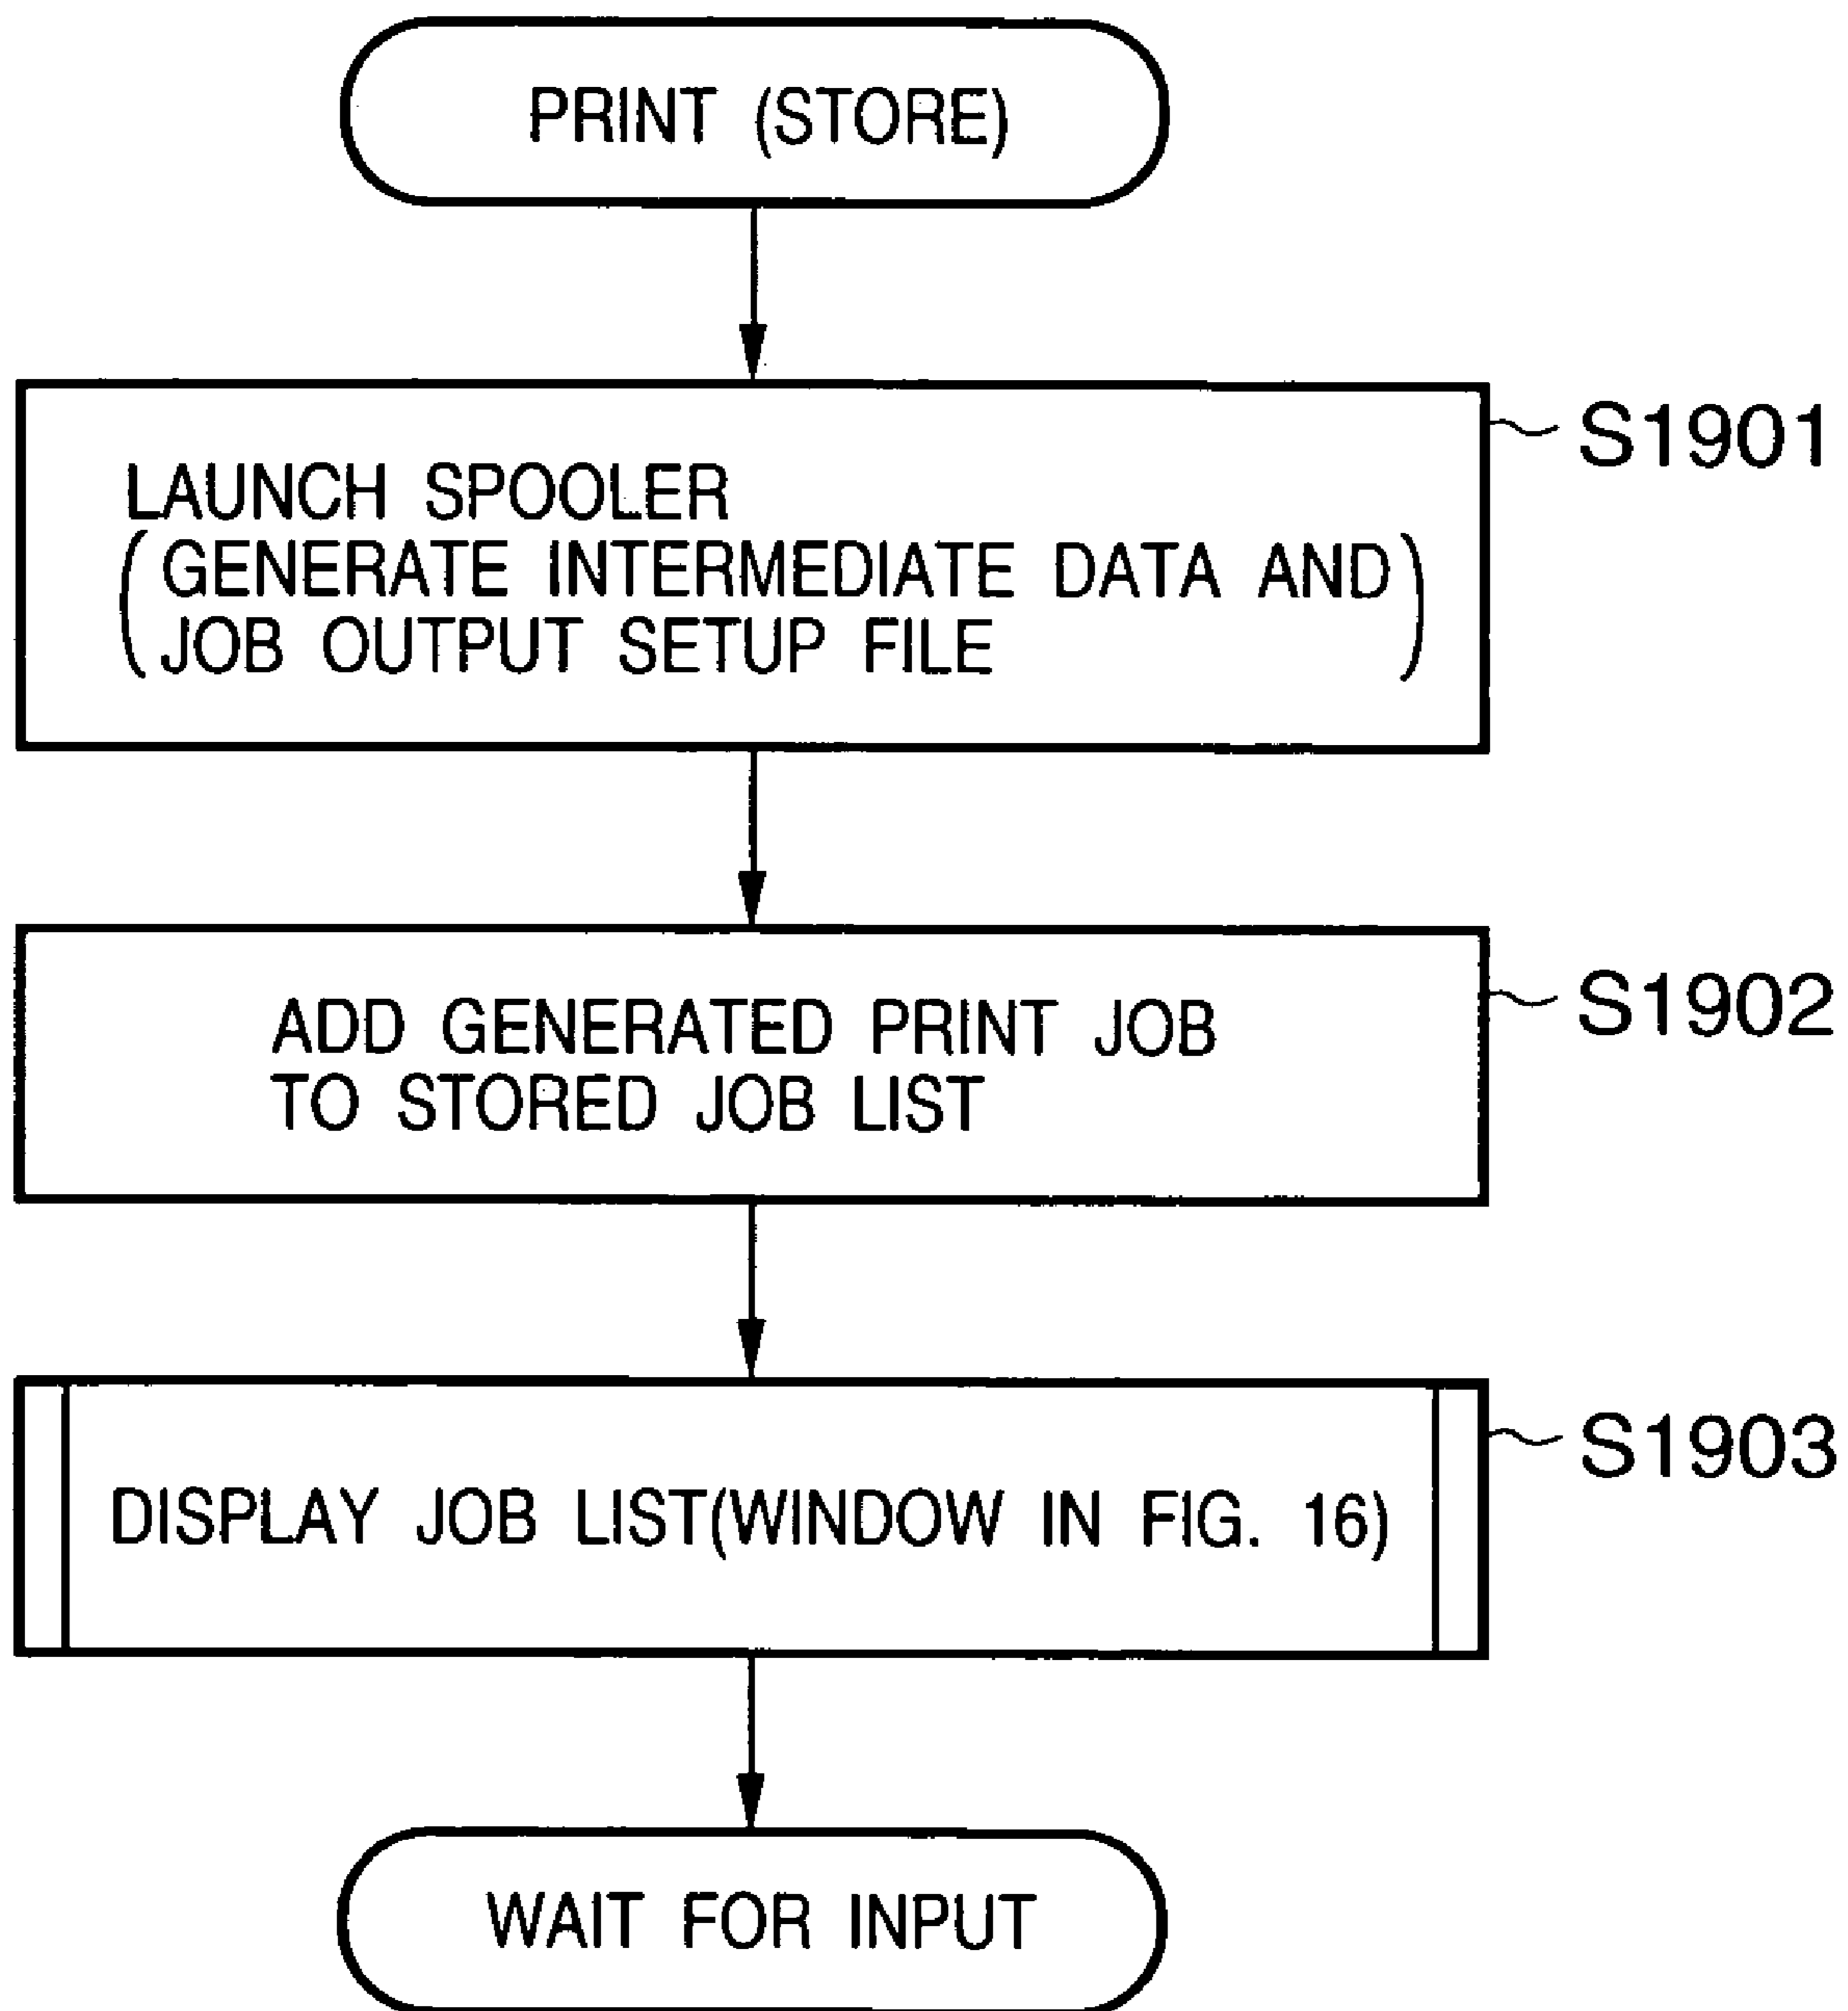 PRINT (STORE)
S1901
LAUNCH SPOOLER
(GENERATE INTERMEDIATE DATA AND
JOB OUTPUT SETUP FILE)
S1902
ADD GENERATED PRINT JOB
TO STORED JOB LIST
S1903
DISPLAY JOB LIST(WINDOW IN FIG. 16)
WAIT FOR INPUT